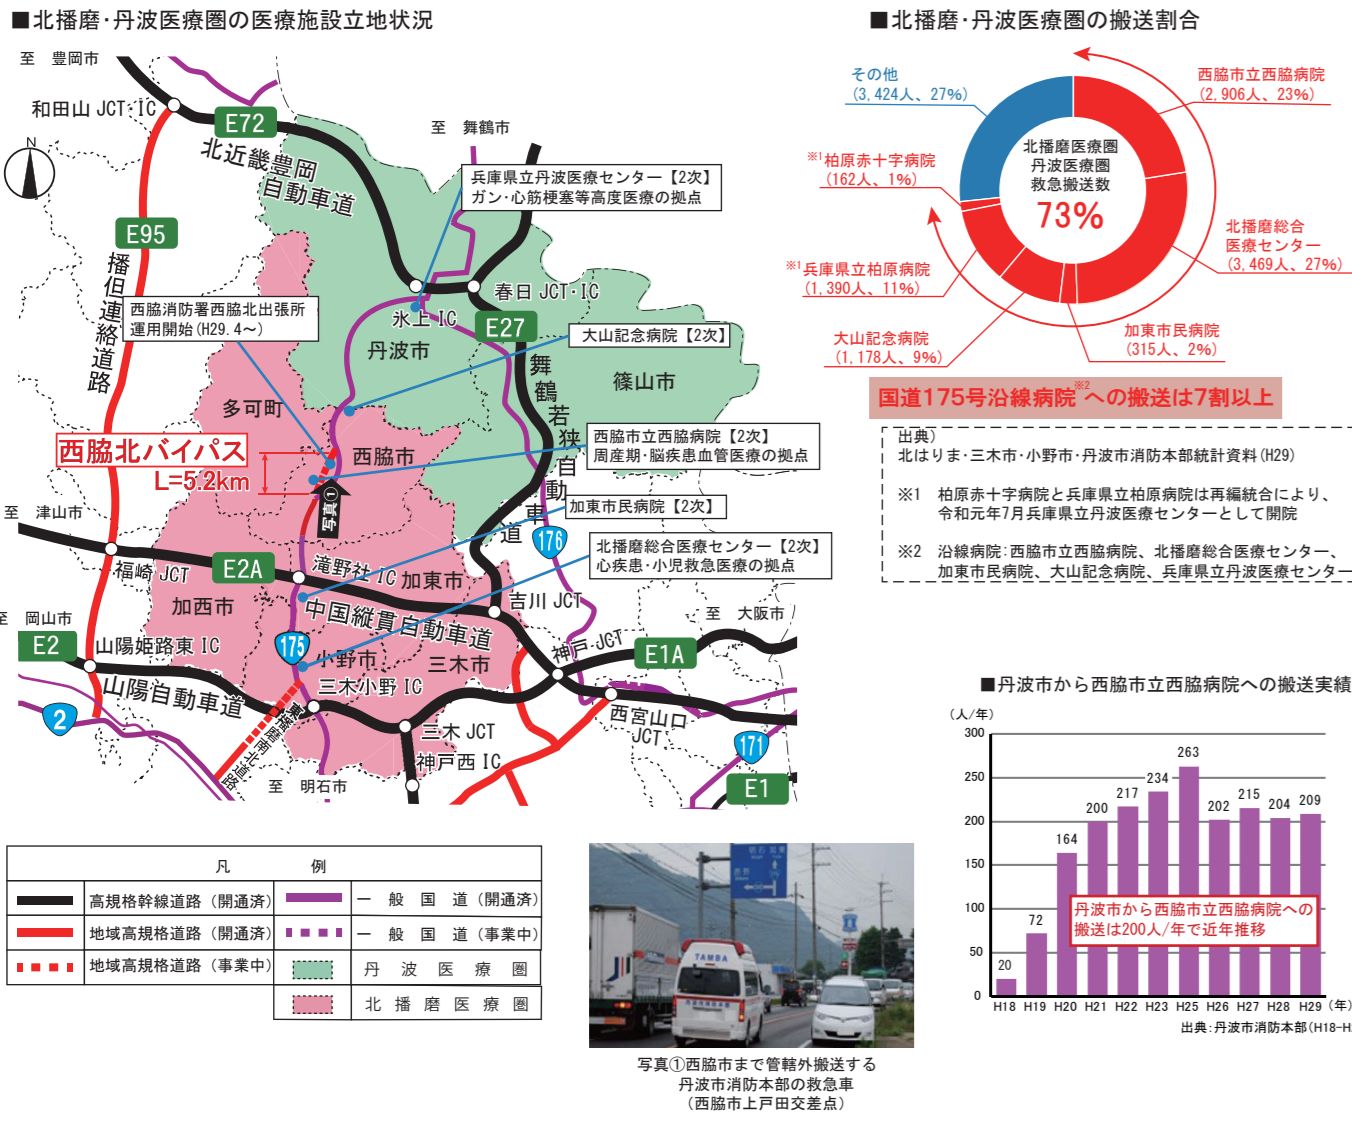 ■北播磨･丹波医療圏の医療施設立地状況
至　豊岡市
和田山 JCT･IC
E72
北近畿豊岡
自動車道
N
E95
播但連絡道路
至　舞鶴市
兵庫県立丹波医療センター【2次】
ガン･心筋梗塞等高度医療の拠点
西脇消防署西脇北出張所
運用開始(H29.4～)
春日 JCT･IC
氷上 IC
E27
丹波市
大山記念病院【2次】
舞鶴若狭自動車道
篠山市
多可町
西脇北バイパス
L=5.2km
西脇市
西脇市立西脇病院【2次】
周産期･脳疾患血管医療の拠点
写真①
加東市民病院【2次】
176
北播磨総合医療センター【2次】
心疾患･小児救急医療の拠点
至　津山市
福崎 JCT
E2A
滝野社 IC
加東市
加西市
中国縦貫自動車道
吉川 JCT
至　大阪市
至　岡山市
E2
山陽姫路東 IC
175
小野市
三木市
神戸 JCT
E1A
山陽自動車道
三木小野 IC
2
東播磨南北道路
三木 JCT
西宮山口
JCT
171
神戸西 IC
至　明石市
E1
凡　例
高規格幹線道路（開通済）
一般国道（開通済）
地域高規格道路（開通済）
一般国道（事業中）
地域高規格道路（事業中）
丹波医療圏
北播磨医療圏
明石
TAMBA
写真①西脇市まで管轄外搬送する
丹波市消防本部の救急車
（西脇市上戸田交差点）
■北播磨･丹波医療圏の搬送割合
その他
(3,424人、27%)
西脇市立西脇病院
(2,906人、23%)
※1柏原赤十字病院
(162人、1%)
北播磨医療圏
丹波医療圏
救急搬送数
73%
北播磨総合
医療センター
(3,469人、27%)
※1兵庫県立柏原病院
(1,390人、11%)
大山記念病院
(1,178人、9%)
加東市民病院
(315人、2%)
国道175号沿線病院※2への搬送は7割以上
出典）
北はりま･三木市･小野市･丹波市消防本部統計資料(H29)
※1　柏原赤十字病院と兵庫県立柏原病院は再編統合により、
令和元年7月兵庫県立丹波医療センターとして開院
※2　沿線病院:西脇市立西脇病院、北播磨総合医療センター、
加東市民病院、大山記念病院、兵庫県立丹波医療センター
■丹波市から西脇市立西脇病院への搬送実績
(人/年)
300
250
200
150
100
50
0
20
72
164
200
217
234
263
202
215
204
209
丹波市から西脇市立西脇病院への
搬送は200人/年で近年推移
H18 H19 H20 H21 H22 H23 H25 H26 H27 H28 H29 (年)
出典:丹波市消防本部(H18-H